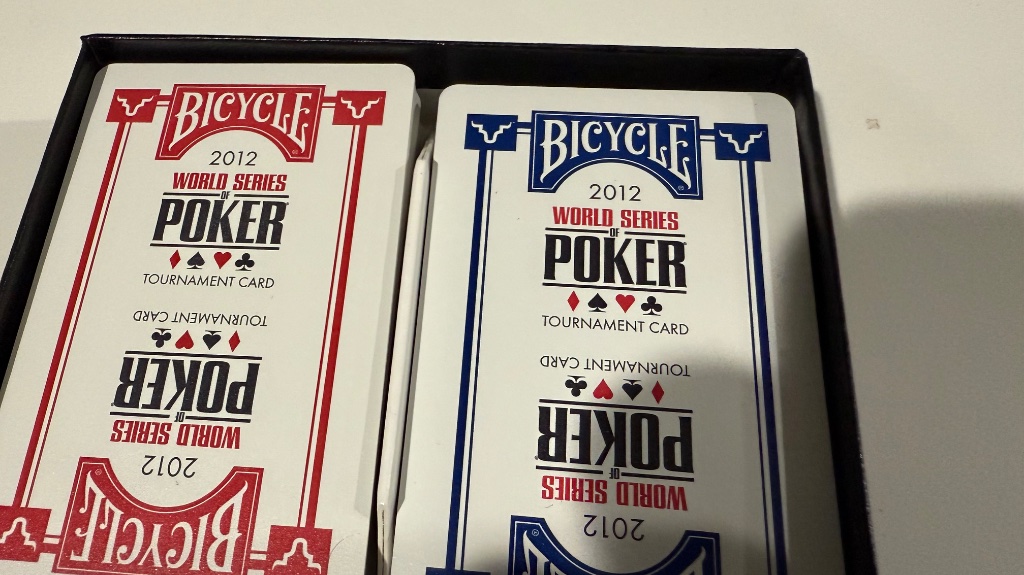 BICYCLE
®
2012
WORLD SERIES
OF
POKER
TOURNAMENT CARD
TOURNAMENT CARD
POKER
OF
WORLD SERIES
2012
BICYCLE
®
BICYCLE
®
2012
WORLD SERIES
OF
POKER
TOURNAMENT CARD
TOURNAMENT CARD
POKER
OF
WORLD SERIES
2012
®